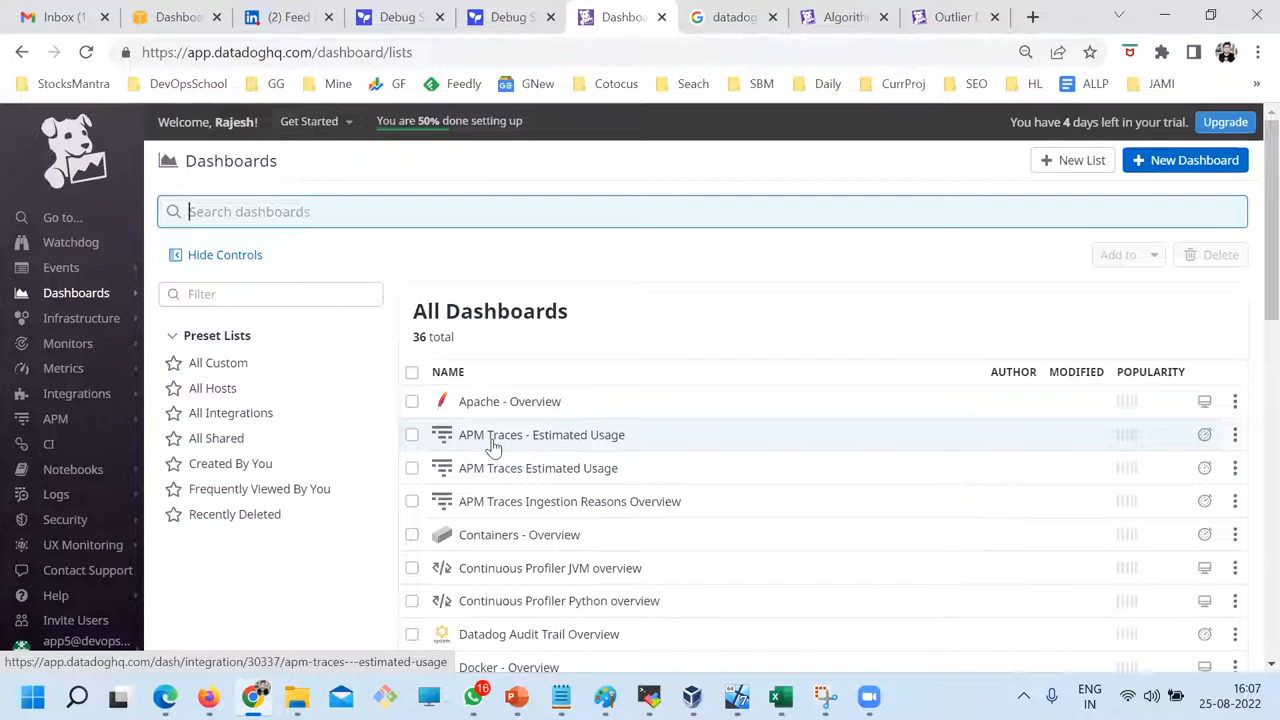 Inbox (1
Dashboa
(2) Feed
Debug S
Debug S
Dashboa
datadog
Algorith
Outlier D
https://app.datadoghq.com/dashboard/lists
StocksMantra
DevOpsSchool
GG
Mine
GF
Feedly
GNew
Cotocus
Seach
SBM
Daily
CurrProj
SEO
HL
ALLP
JAMI
»
Welcome, Rajesh!
Get Started
You are 50% done setting up
You have 4 days left in your trial.
Upgrade
Dashboards
+ New List
+ New Dashboard
Search dashboards
Hide Controls
Add to
Delete
Filter
Preset Lists
All Custom
All Hosts
All Integrations
All Shared
Created By You
Frequently Viewed By You
Recently Deleted
Go to...
Watchdog
Events
Dashboards
Infrastructure
Monitors
Metrics
Integrations
APM
CI
Notebooks
Logs
Security
UX Monitoring
Contact Support
Help
Invite Users
app5@devops...
All Dashboards
36 total
NAME AUTHOR MODIFIED POPULARITY
Apache - Overview
APM Traces - Estimated Usage
APM Traces Estimated Usage
APM Traces Ingestion Reasons Overview
Containers - Overview
Continuous Profiler JVM overview
Continuous Profiler Python overview
system
Datadog Audit Trail Overview
Docker - Overview
https://app.datadoghq.com/dash/integration/30337/apm-traces---estimated-usage
16
ENG
IN
16:07
25-08-2022